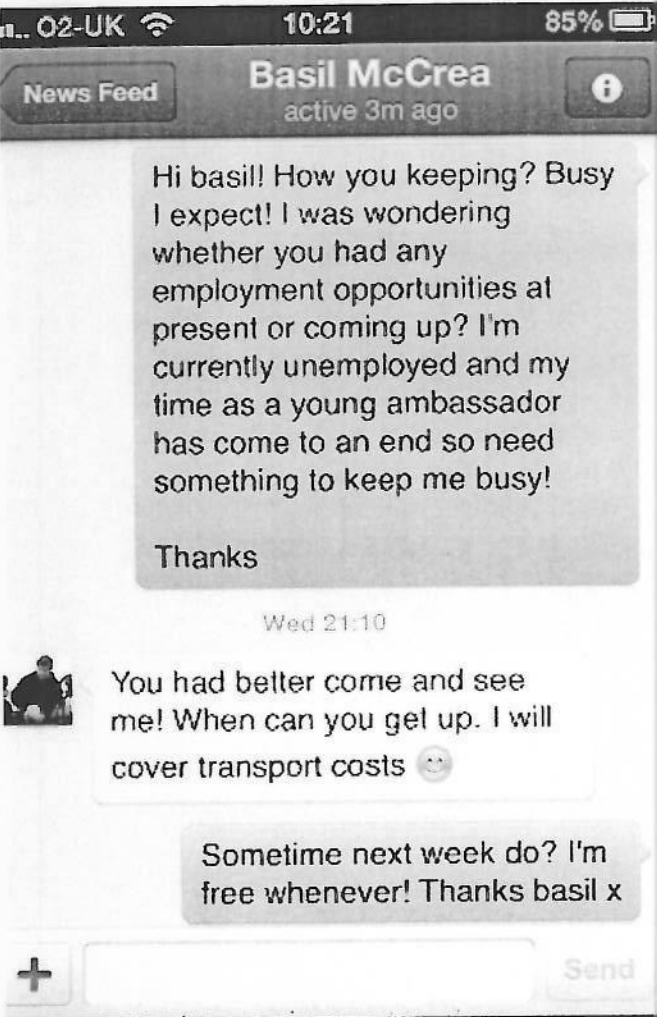 O2-UK 10:21 85%
News Feed
Basil McCrea
active 3m ago
Hi basil! How you keeping? Busy
I expect! I was wondering
whether you had any
employment opportunities at
present or coming up? I'm
currently unemployed and my
time as a young ambassador
has come to an end so need
something to keep me busy!
Thanks
Wed 21:10
You had better come and see
me! When can you get up. I will
cover transport costs
Sometime next week do? I'm
free whenever! Thanks basil x
Send